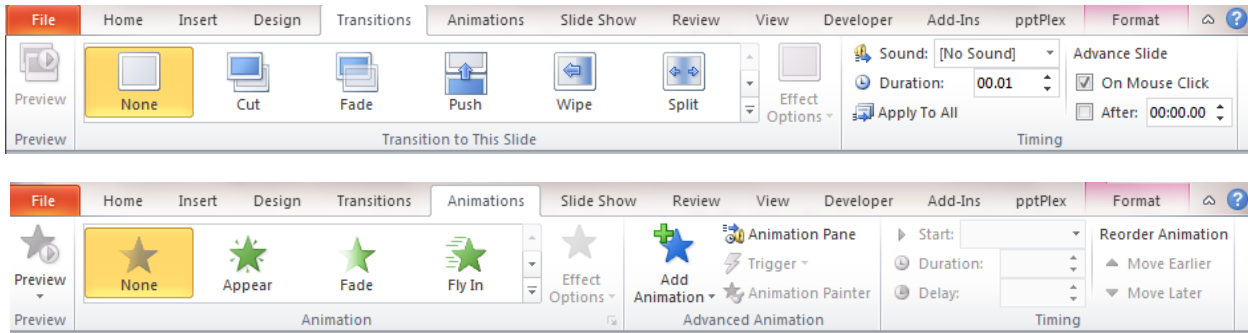 File Home Insert Design Transitions Animations Slide Show Review View Developer Add-Ins pptPlex Format
Preview None Cut Fade Push Wipe Split Effect Options Sound: [No Sound] Advance Slide
Duration: 00.01 On Mouse Click
Apply To All After: 00:00.00
Preview Transition to This Slide Timing
File Home Insert Design Transitions Animations Slide Show Review View Developer Add-Ins pptPlex Format
Preview None Appear Fade Fly In Effect Options Add Animation Animation Pane Start: Reorder Animation
Trigger Duration: Move Earlier
Animation Painter Delay: Move Later
Preview Animation Advanced Animation Timing